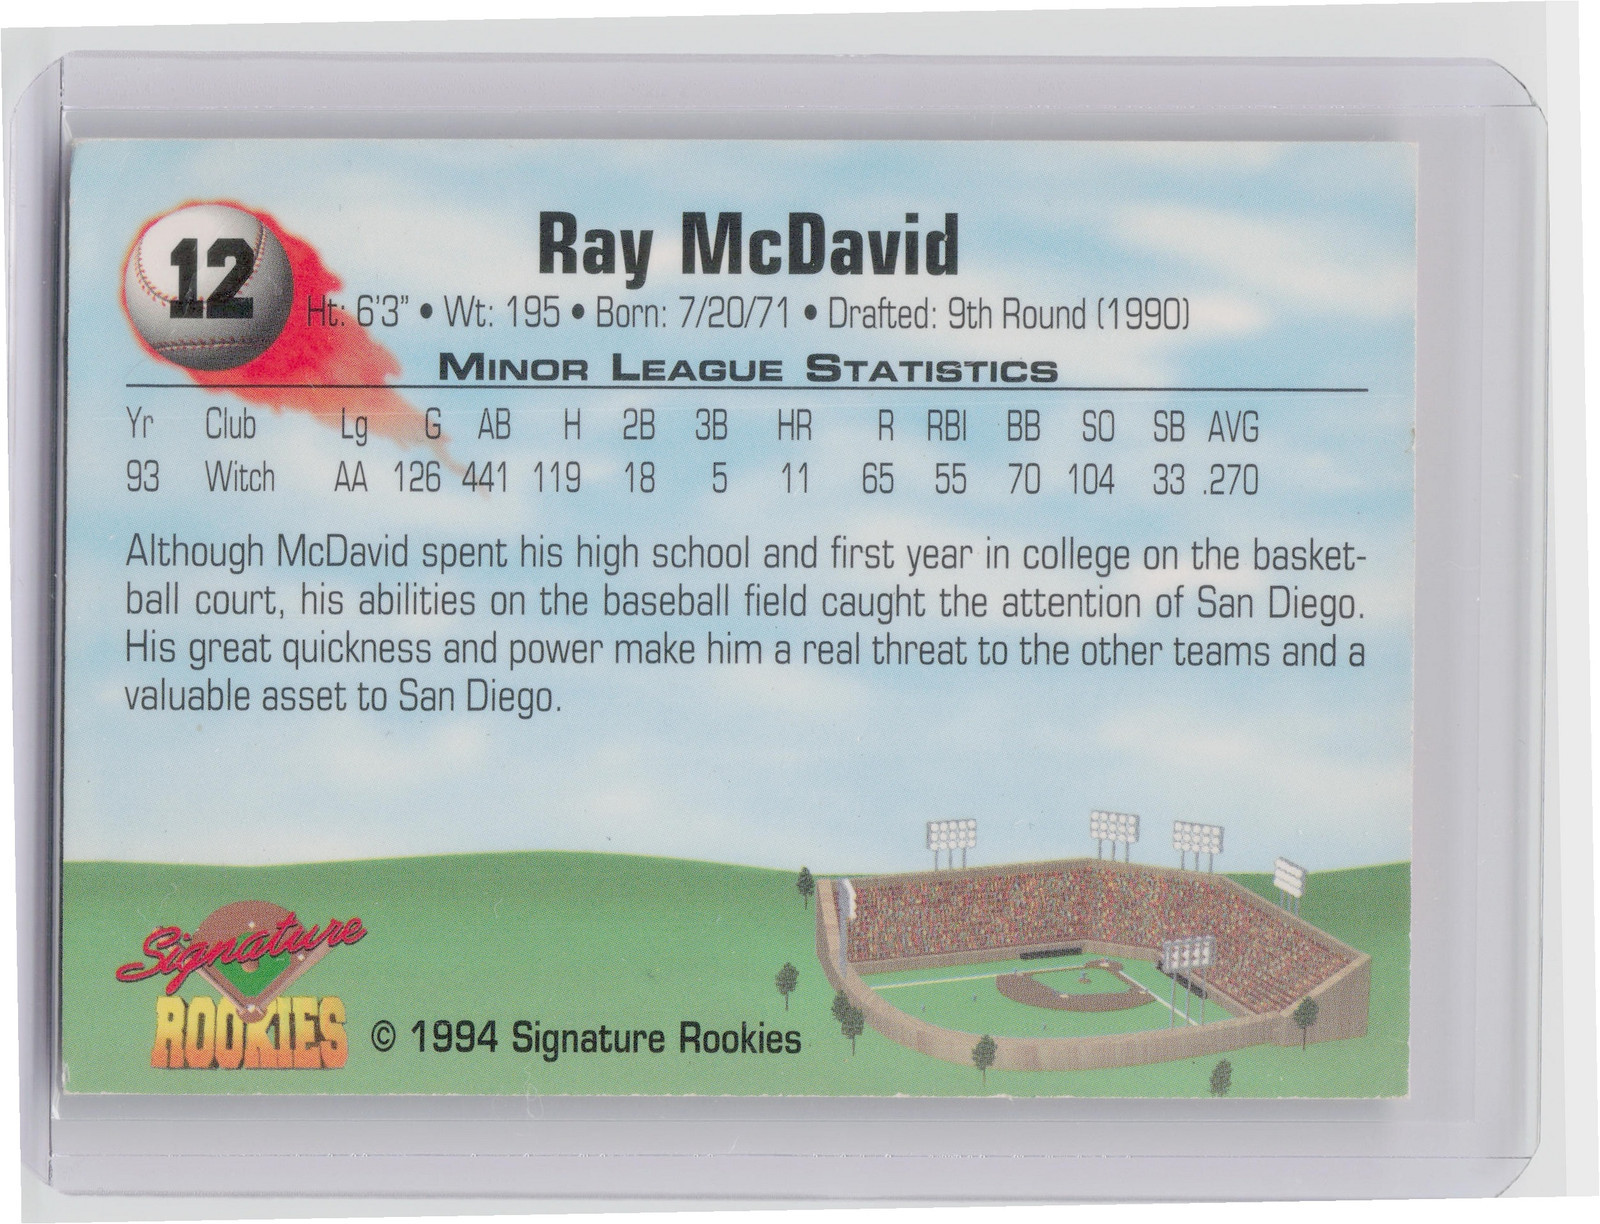 12
Ray McDavid
Ht: 6'3" • Wt: 195 • Born: 7/20/71 • Drafted: 9th Round (1990)
MINOR LEAGUE STATISTICS
Yr Club Lg G AB H 2B 3B HR R RBI BB SO SB AVG
93 Witch AA 126 441 119 18 5 11 65 55 70 104 33 .270
Although McDavid spent his high school and first year in college on the basket-
ball court, his abilities on the baseball field caught the attention of San Diego.
His great quickness and power make him a real threat to the other teams and a
valuable asset to San Diego.
Signature
ROOKIES
© 1994 Signature Rookies